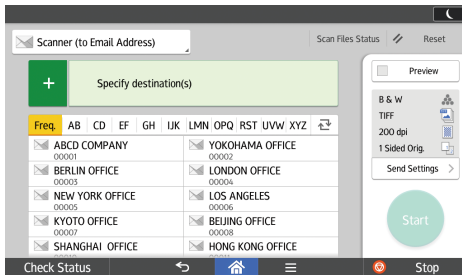 Scanner (to Email Address)
Scan Files Status
Reset
+ Specify destination(s)
Preview
Freq. AB CD EF GH IJK LMN OPQ RST UVW XYZ
ABCD COMPANY
00001
YOKOHAMA OFFICE
00002
BERLIN OFFICE
00003
LONDON OFFICE
00004
NEW YORK OFFICE
00005
LOS ANGELES
00006
KYOTO OFFICE
00007
BEIJING OFFICE
00008
SHANGHAI OFFICE
HONG KONG OFFICE
B & W
TIFF
200 dpi
1 Sided Orig.
Send Settings
Start
Check Status
Stop